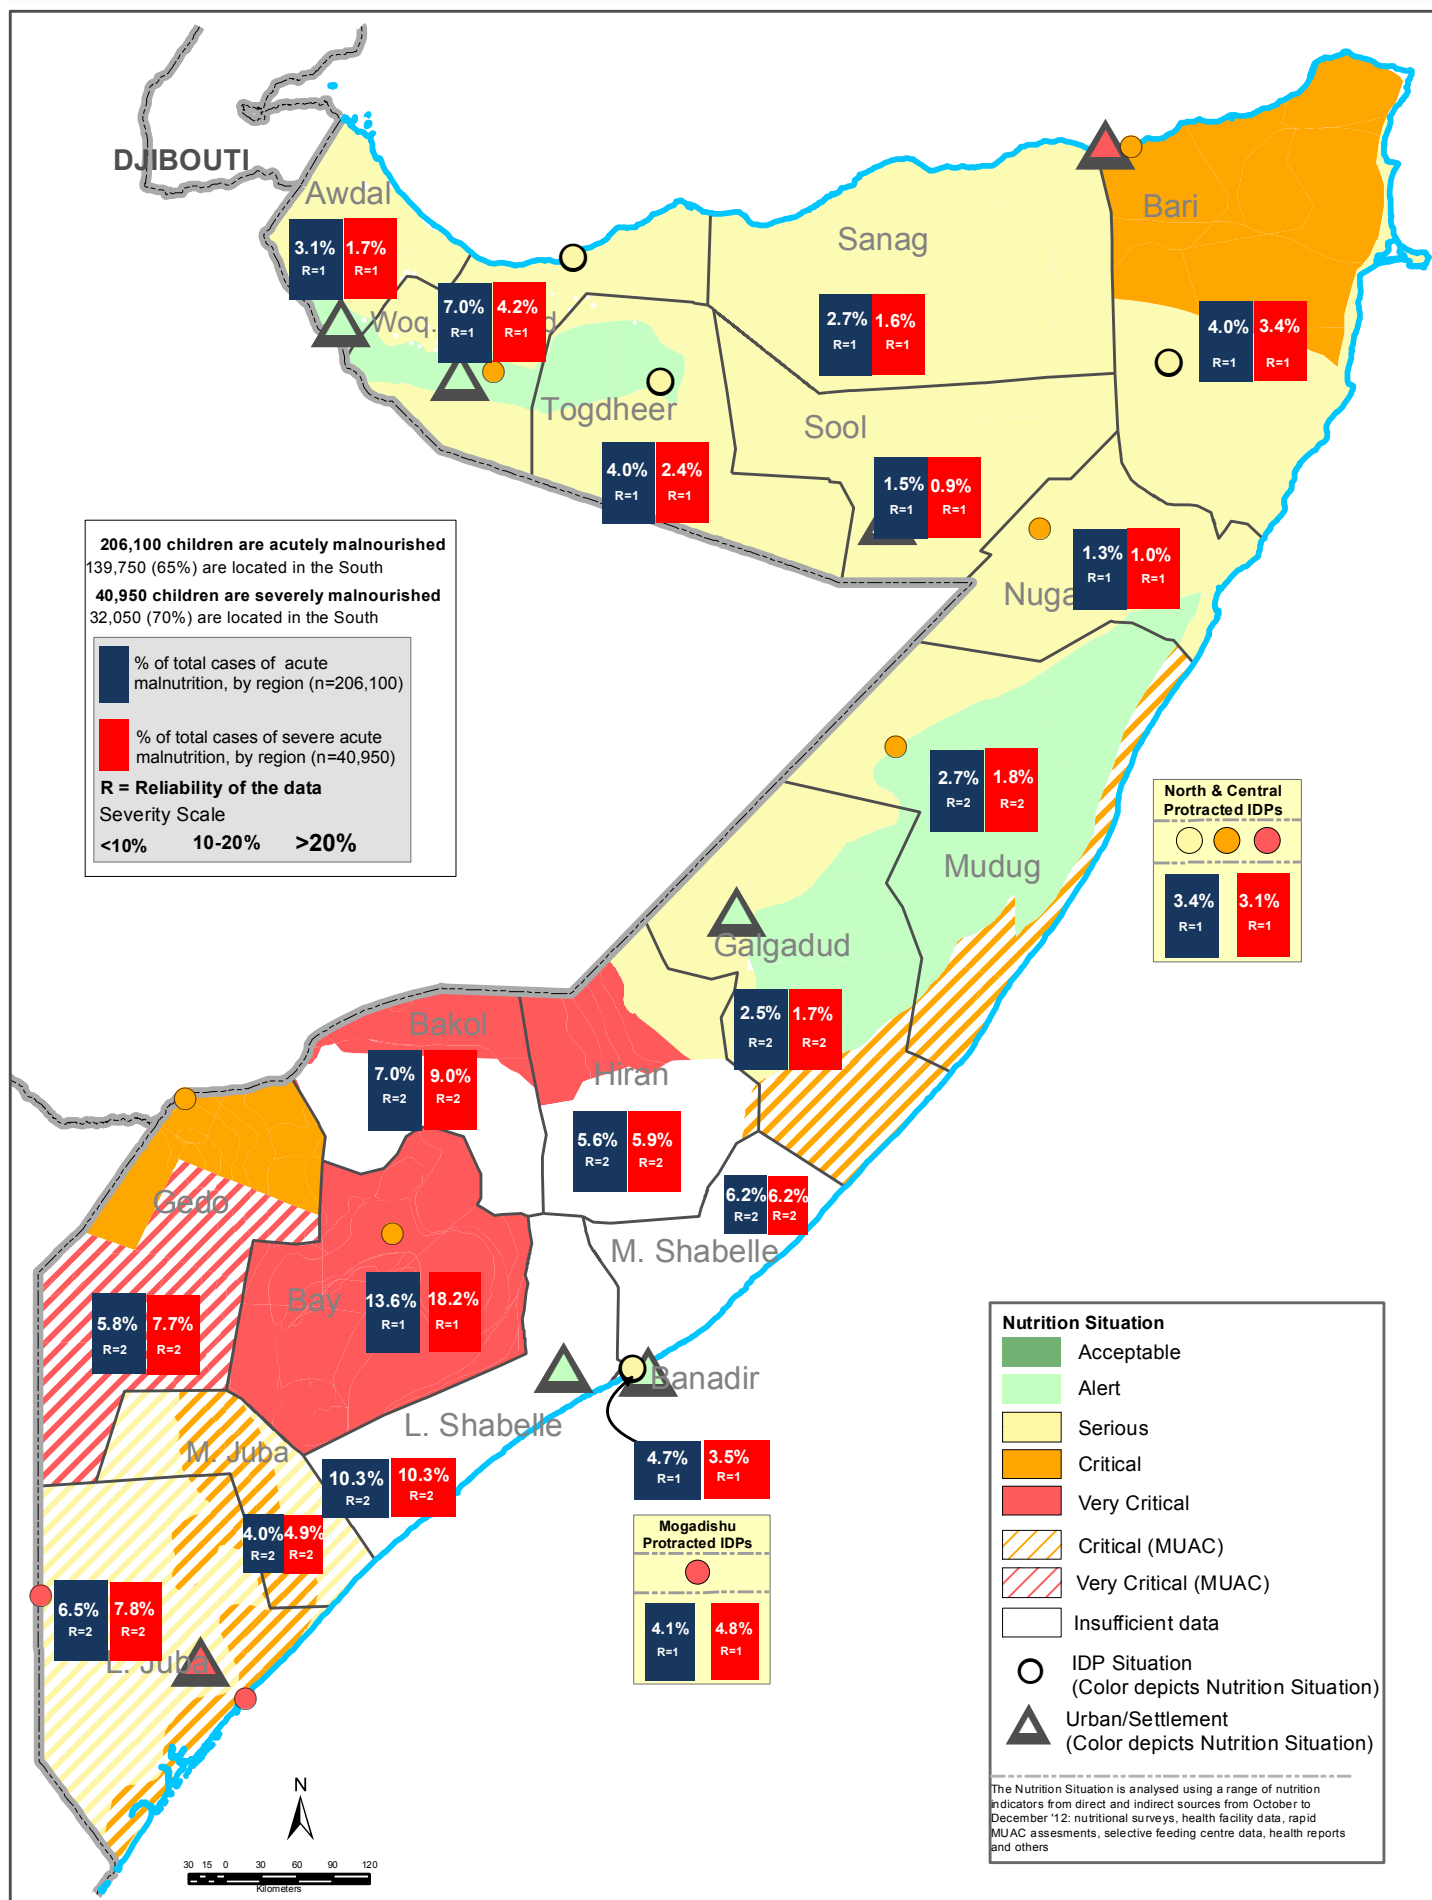 DJIBOUTI
Awdal
3.1%
R=1
1.7%
R=1
Woq.
d
7.0%
R=1
4.2%
R=1
Sanag
2.7%
R=1
1.6%
R=1
Bari
4.0%
R=1
3.4%
R=1
Togdheer
4.0%
R=1
2.4%
R=1
Sool
1.5%
R=1
0.9%
R=1
Nuga
1.3%
R=1
1.0%
R=1
206,100 children are acutely malnourished
139,750 (65%) are located in the South
40,950 children are severely malnourished
32,050 (70%) are located in the South
% of total cases of acute
malnutrition, by region (n=206,100)
% of total cases of severe acute
malnutrition, by region (n=40,950)
R = Reliability of the data
Severity Scale
<10% 10-20% >20%
2.7%
R=2
1.8%
R=2
Mudug
North & Central
Protracted IDPs
3.4%
R=1
3.1%
R=1
Galgadud
2.5%
R=2
1.7%
R=2
Bakol
7.0%
R=2
9.0%
R=2
Hiran
5.6%
R=2
5.9%
R=2
6.2%
R=2
6.2%
R=2
M. Shabelle
Gedo
5.8%
R=2
7.7%
R=2
Bay
13.6%
R=1
18.2%
R=1
Banadir
4.7%
R=1
3.5%
R=1
L. Shabelle
10.3%
R=2
10.3%
R=2
M. Juba
4.0%
R=2
4.9%
R=2
6.5%
R=2
7.8%
R=2
L. Juba
Mogadishu
Protracted IDPs
4.1%
R=1
4.8%
R=1
Nutrition Situation
Acceptable
Alert
Serious
Critical
Very Critical
Critical (MUAC)
Very Critical (MUAC)
Insufficient data
IDP Situation
(Color depicts Nutrition Situation)
Urban/Settlement
(Color depicts Nutrition Situation)
The Nutrition Situation is analysed using a range of nutrition
indicators from direct and indirect sources from October to
December '12: nutritional surveys, health facility data, rapid
MUAC assesments, selective feeding centre data, health reports
and others
N
30 15 0 30 60 90 120
Kilometers